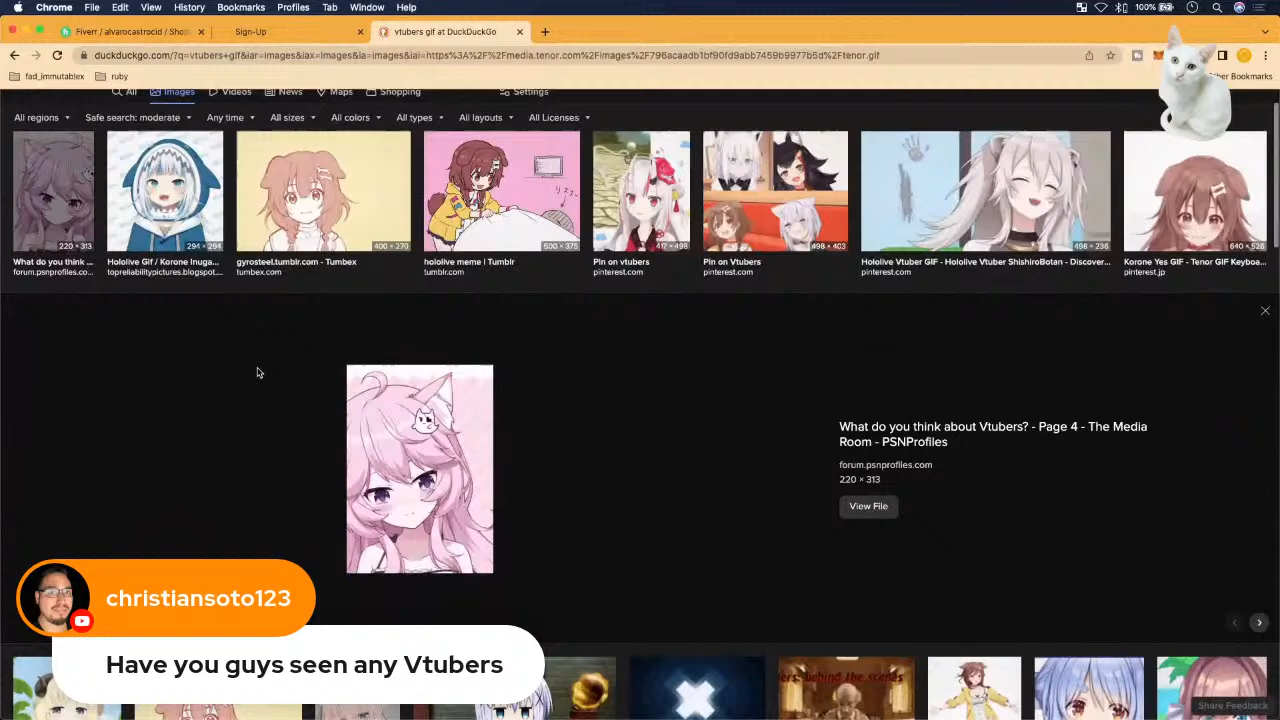 Chrome File Edit View History Bookmarks Profiles Tab Window Help
100%
Fiverr / alvarocastrocid / Sho
Sign-Up
vtubers gif at DuckDuckGo
duckduckgo.com/?q=vtubers+gif&iar=images&iax=images&ia=images&iai=https%3A%2F%2Fmedia.tenor.com%2Fimages%2F796acaadb1bf90fd9abb7459b9977b5d%2Ftenor.gif
fad_immutablex
ruby
Other Bookmarks
All Images Videos News Maps Shopping Settings
All regions Safe search: moderate Any time All sizes All colors All types All layouts All Licenses
220 × 313
294 × 294
400 × 270
500 × 375
417 × 498
498 × 403
498 × 236
640 × 526
What do you think ...
Hololive Gif / Korone Inuga...
gyrosteel.tumblr.com - Tumbex
hololive meme | Tumblr
Pin on vtubers
Pin on Vtubers
Hololive Vtuber GIF - Hololive Vtuber ShishiroBotan - Discover...
Korone Yes GIF - Tenor GIF Keyboa...
forum.psnprofiles.co...
topreliabilitypictures.blogspot....
tumbex.com
tumblr.com
pinterest.com
pinterest.com
pinterest.com
pinterest.jp
What do you think about Vtubers? - Page 4 - The Media
Room - PSNProfiles
forum.psnprofiles.com
220 × 313
View File
christiansoto123
Have you guys seen any Vtubers
ers: behind the scenes
Share Feedback